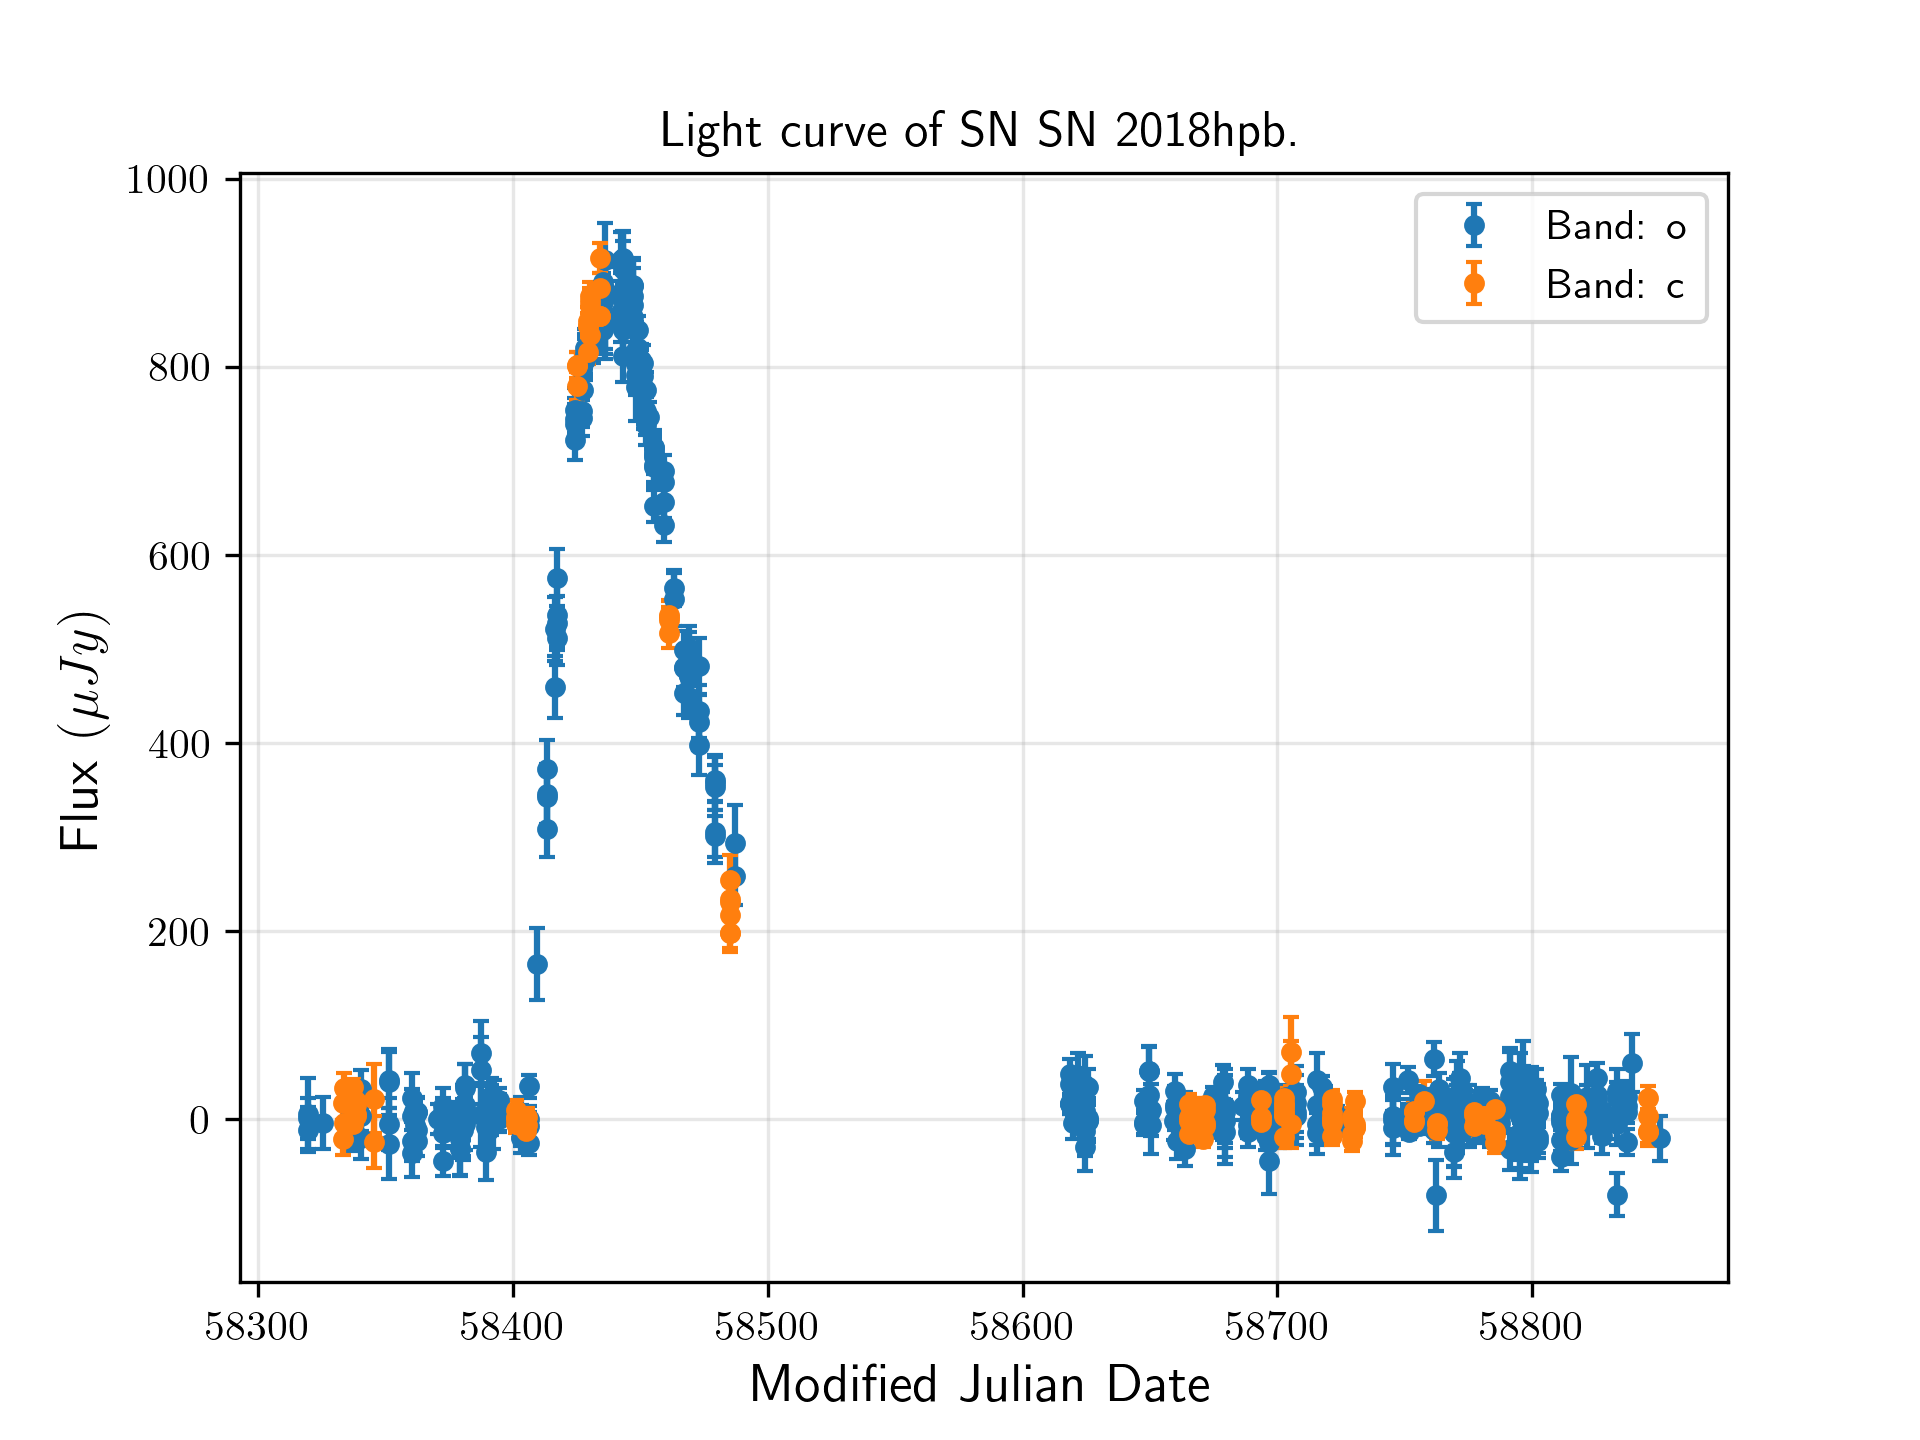 Light curve of SN SN 2018hpb.
1000
800
600
400
200
0
Flux (μJy)
Band: o
Band: c
58300 58400 58500 58600 58700 58800
Modified Julian Date